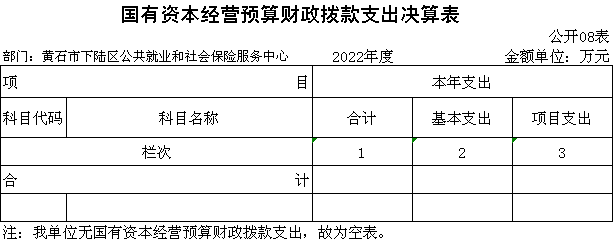 国有资本经营预算财政拨款支出决算表
公开08表
部门：黄石市下陆区公共就业和社会保险服务中心 2022年度 金额单位：万元
项 目 本年支出
科目代码 科目名称 合计 基本支出 项目支出
栏次 1 2 3
合 计
注：我单位无国有资本经营预算财政拨款支出，故为空表。